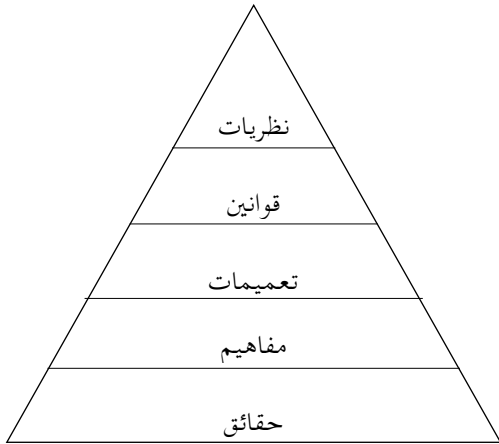 نظريات
قوانين
تعميمات
مفاهيم
حقائق